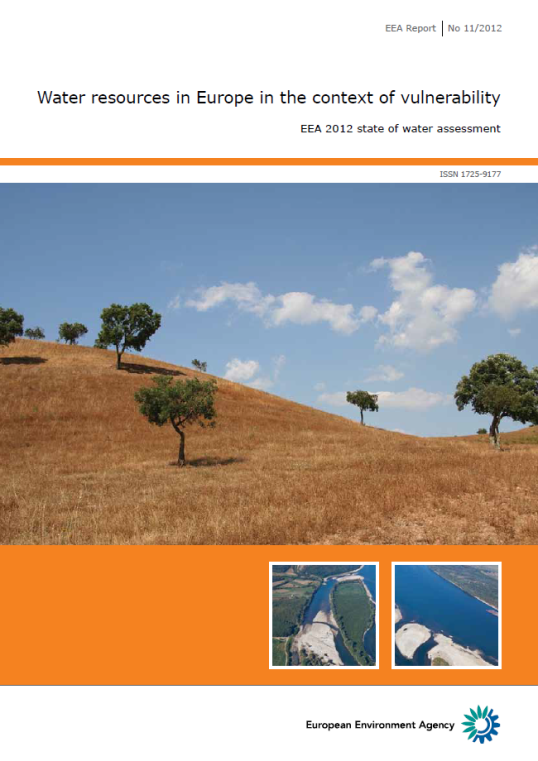 EEA Report | No 11/2012
Water resources in Europe in the context of vulnerability
EEA 2012 state of water assessment
ISSN 1725-9177
European Environment Agency